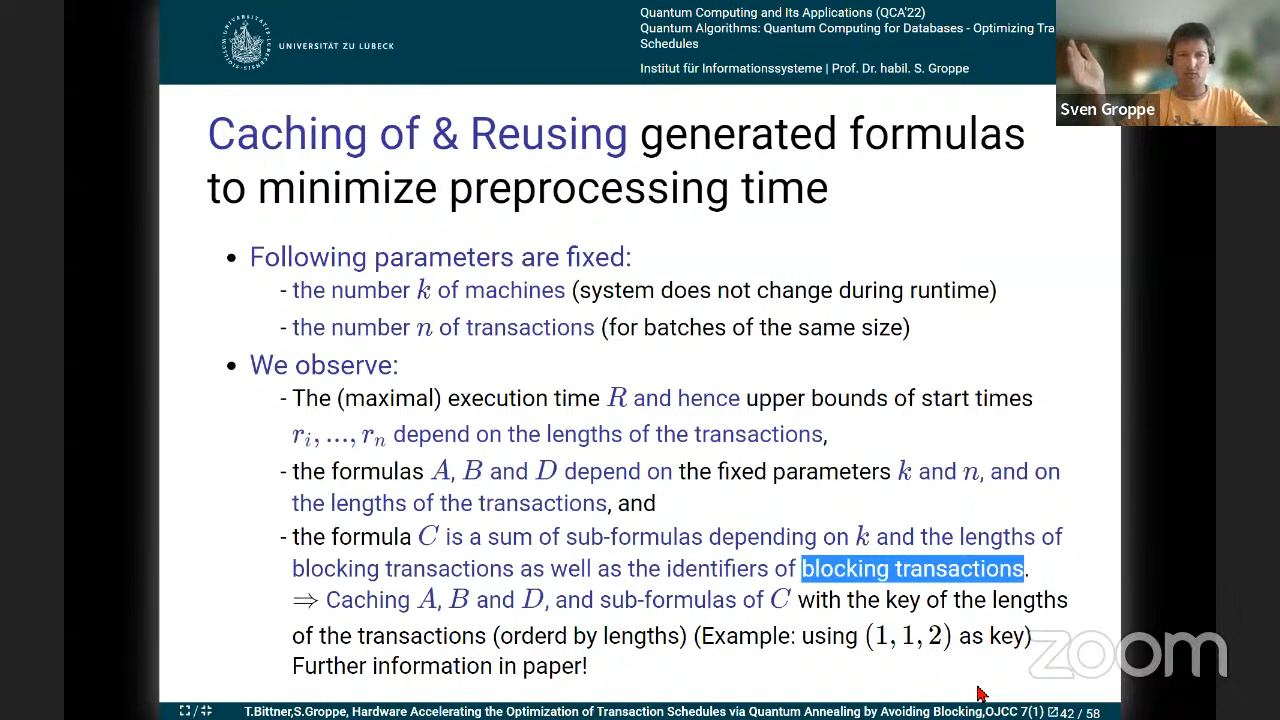 UNIVERSITÄT ZU LÜBECK
Quantum Computing and Its Applications (QCA'22)
Quantum Algorithms: Quantum Computing for Databases - Optimizing Tra
Schedules
Institut für Informationssysteme | Prof. Dr. habil. S. Groppe
Sven Groppe
Caching of & Reusing generated formulas
to minimize preprocessing time
• Following parameters are fixed:
- the number k of machines (system does not change during runtime)
- the number n of transactions (for batches of the same size)
• We observe:
- The (maximal) execution time R and hence upper bounds of start times
r_i, ..., r_n depend on the lengths of the transactions,
- the formulas A, B and D depend on the fixed parameters k and n, and on
the lengths of the transactions, and
- the formula C is a sum of sub-formulas depending on k and the lengths of
blocking transactions as well as the identifiers of blocking transactions.
⇒ Caching A, B and D, and sub-formulas of C with the key of the lengths
of the transactions (orderd by lengths) (Example: using (1, 1, 2) as key)
Further information in paper!
zoom
T.Bittner,S.Groppe, Hardware Accelerating the Optimization of Transaction Schedules via Quantum Annealing by Avoiding Blocking,OJCC 7(1) 42 / 58